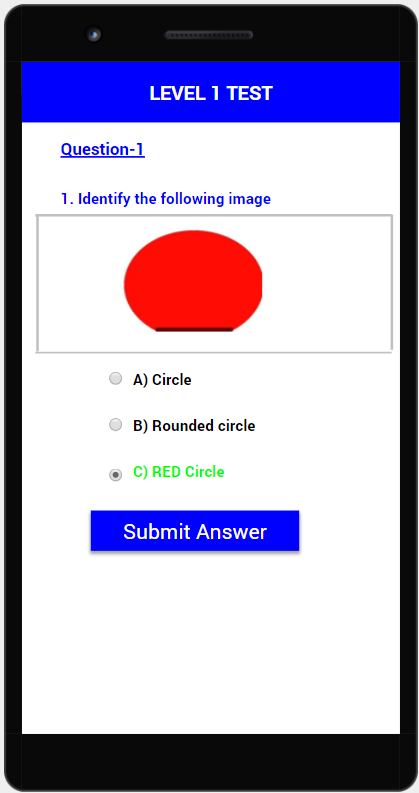 LEVEL 1 TEST
Question-1
1. Identify the following image
A) Circle
B) Rounded circle
C) RED Circle
Submit Answer